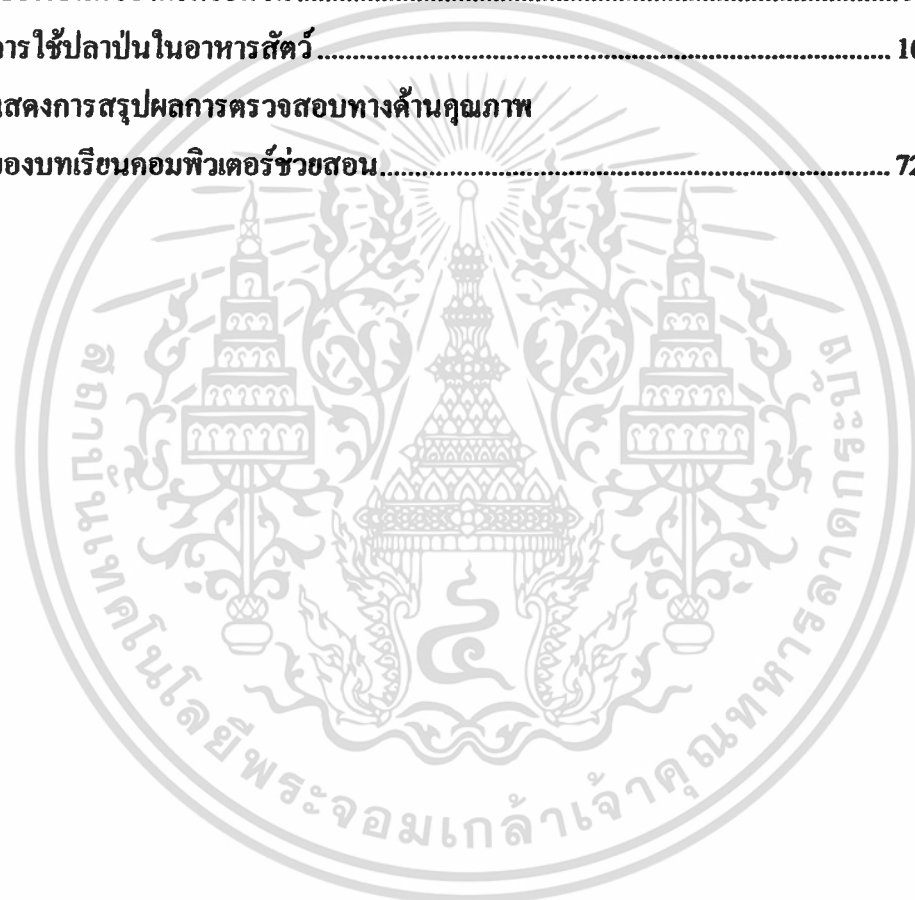 การใช้ปลาป่นในอาหารสัตว์ 16
แสดงการสรุปผลการตรวจสอบทางด้านคุณภาพ
ของบทเรียนคอมพิวเตอร์ช่วยสอน 72
สถาบันเทคโนโลยีพระจอมเกล้าเจ้าคุณทหารลาดกระบัง